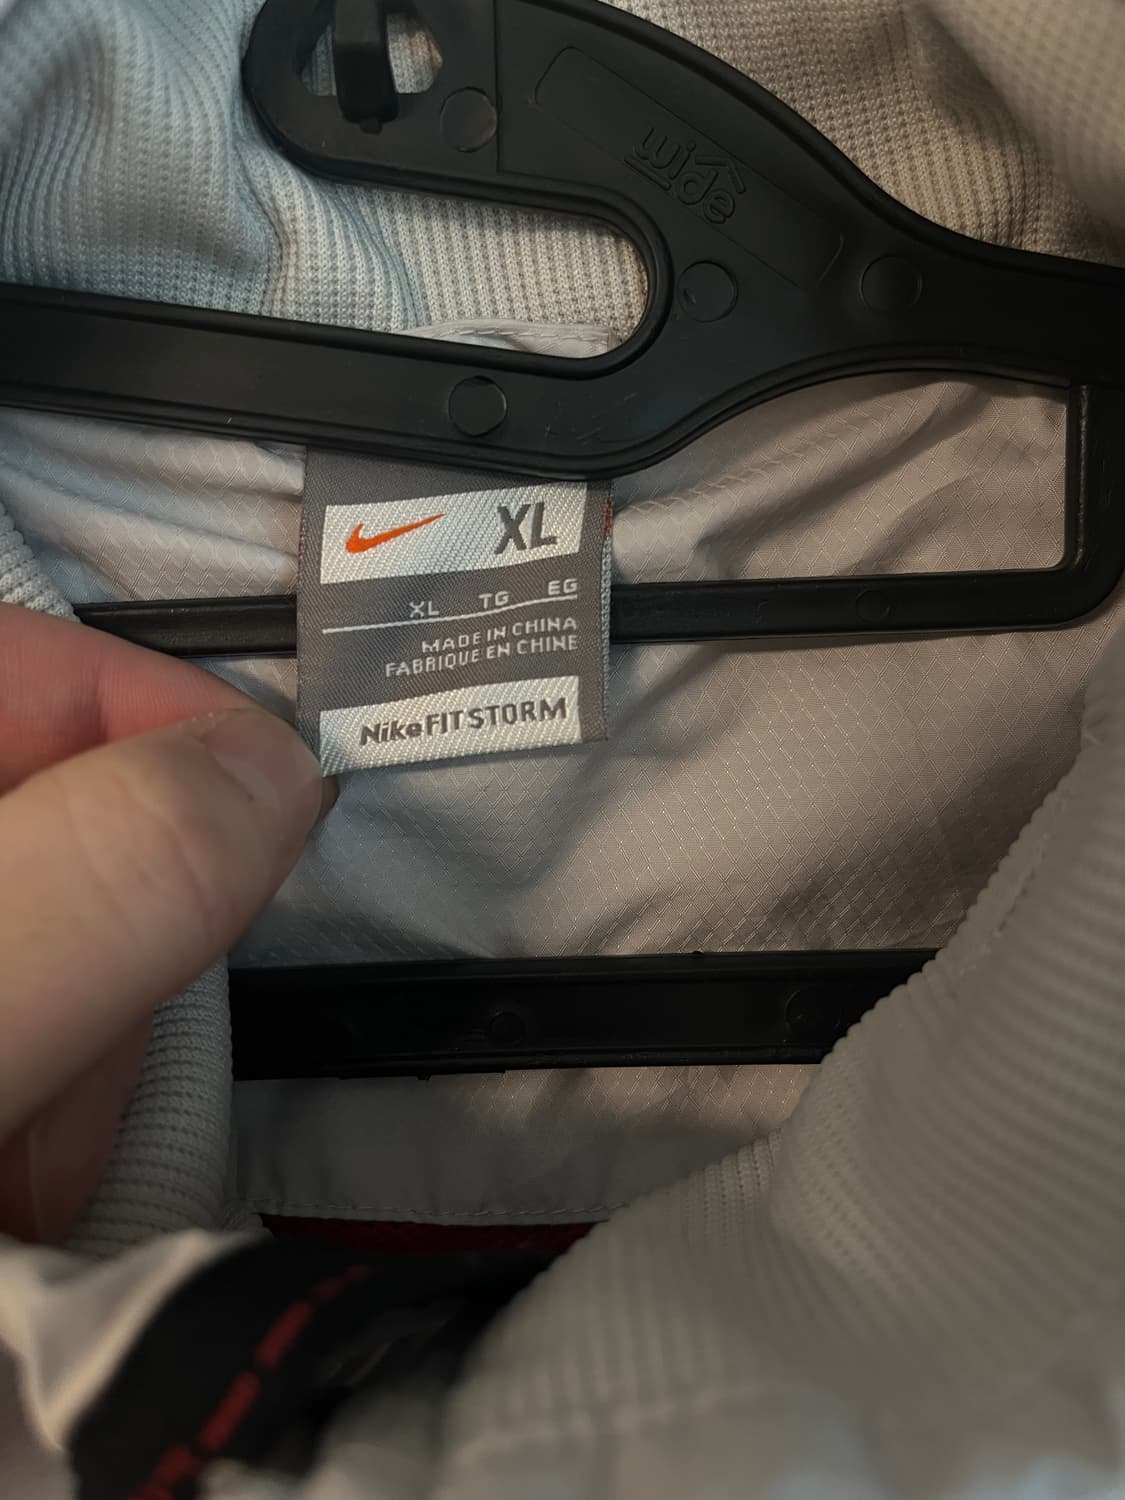 wide
XL
XL TG EG
MADE IN CHINA
FABRIQUE EN CHINE
NikeFITSTORM